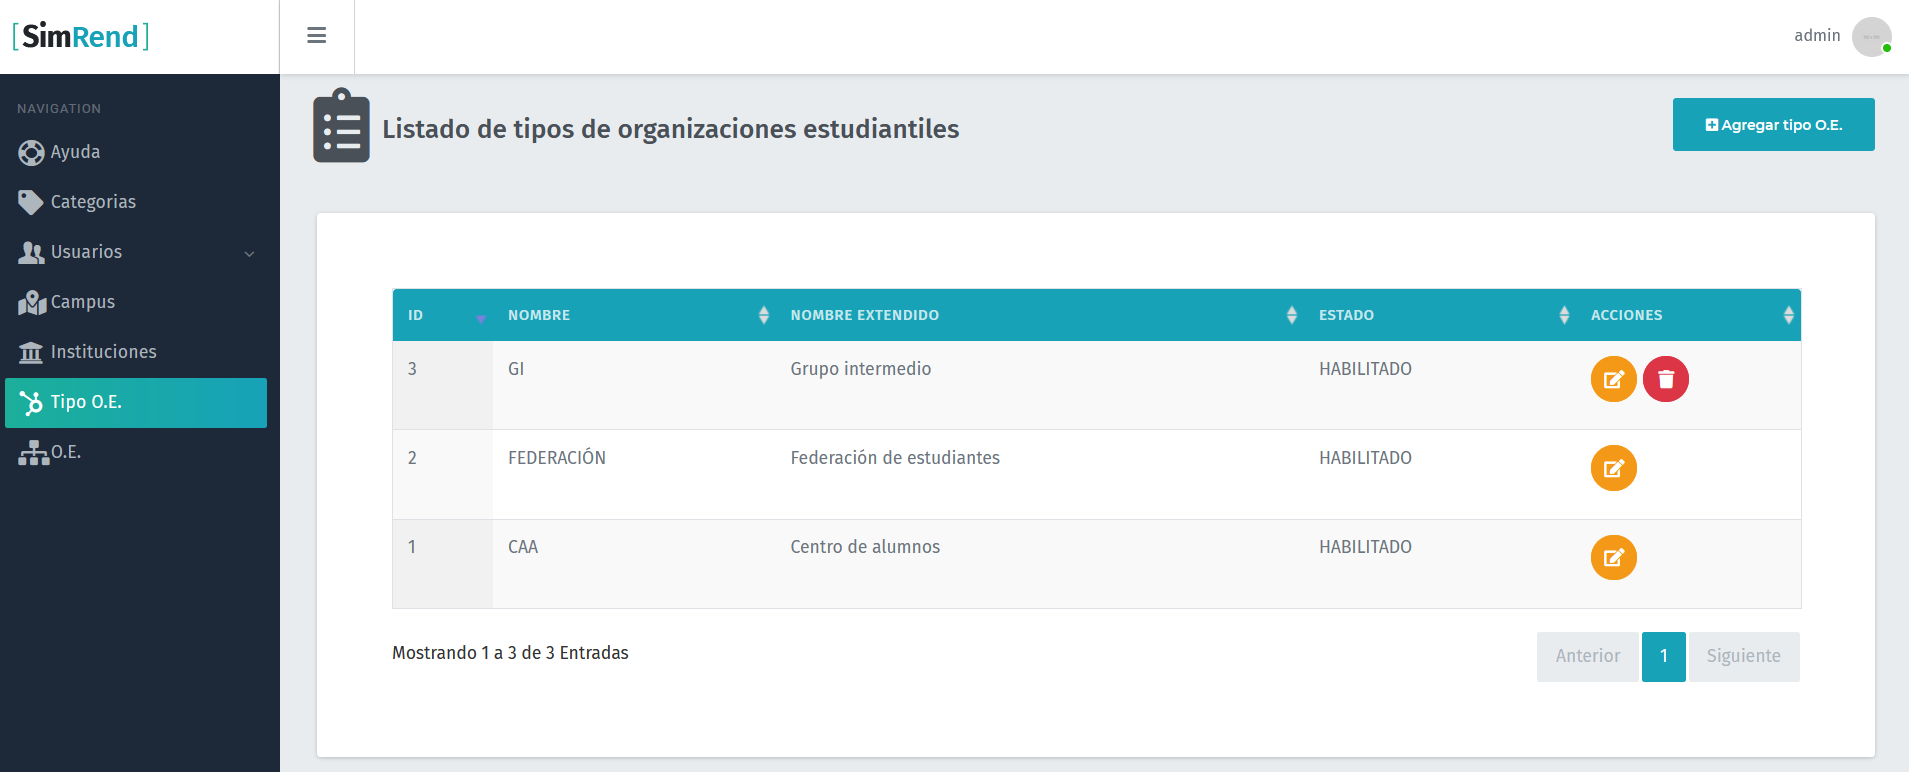 [SimRend]
admin
NAVIGATION
Ayuda
Categorias
Usuarios
Campus
Instituciones
Tipo O.E.
O.E.
Listado de tipos de organizaciones estudiantiles
Agregar tipo O.E.
ID NOMBRE NOMBRE EXTENDIDO ESTADO ACCIONES
3 GI Grupo intermedio HABILITADO
2 FEDERACIÓN Federación de estudiantes HABILITADO
1 CAA Centro de alumnos HABILITADO
Mostrando 1 a 3 de 3 Entradas
Anterior 1 Siguiente